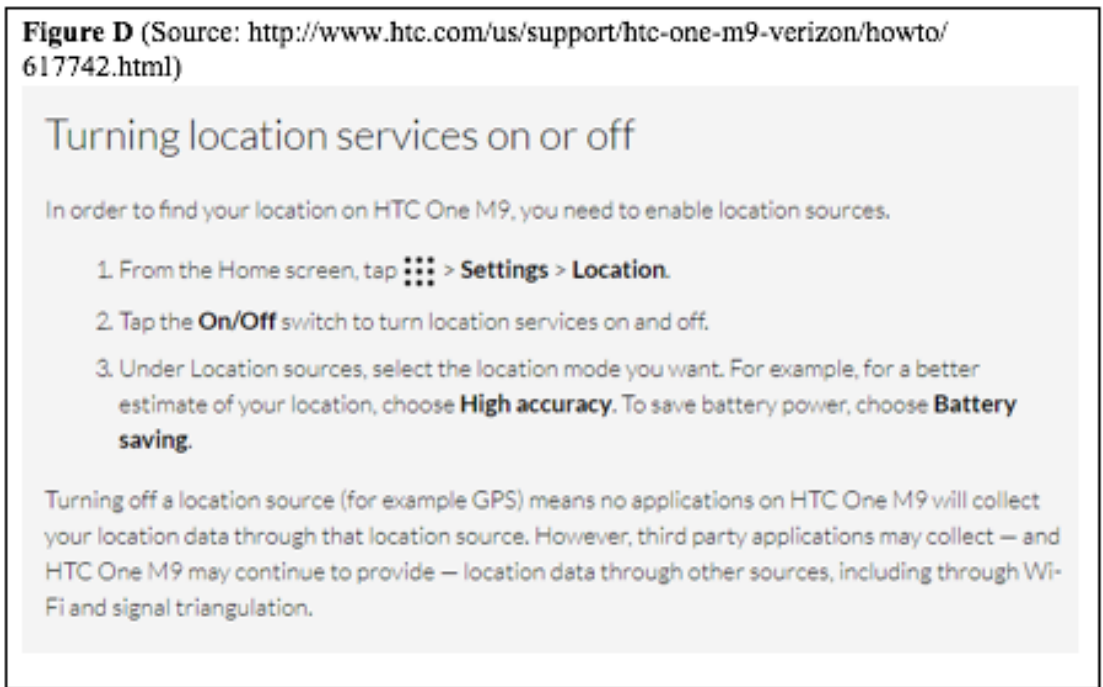 Figure D (Source: http://www.htc.com/us/support/htc-one-m9-verizon/howto/
617742.html)
Turning location services on or off
In order to find your location on HTC One M9, you need to enable location sources.
1. From the Home screen, tap > Settings > Location.
2. Tap the On/Off switch to turn location services on and off.
3. Under Location sources, select the location mode you want. For example, for a better
estimate of your location, choose High accuracy. To save battery power, choose Battery
saving.
Turning off a location source (for example GPS) means no applications on HTC One M9 will collect
your location data through that location source. However, third party applications may collect — and
HTC One M9 may continue to provide — location data through other sources, including through Wi-
Fi and signal triangulation.